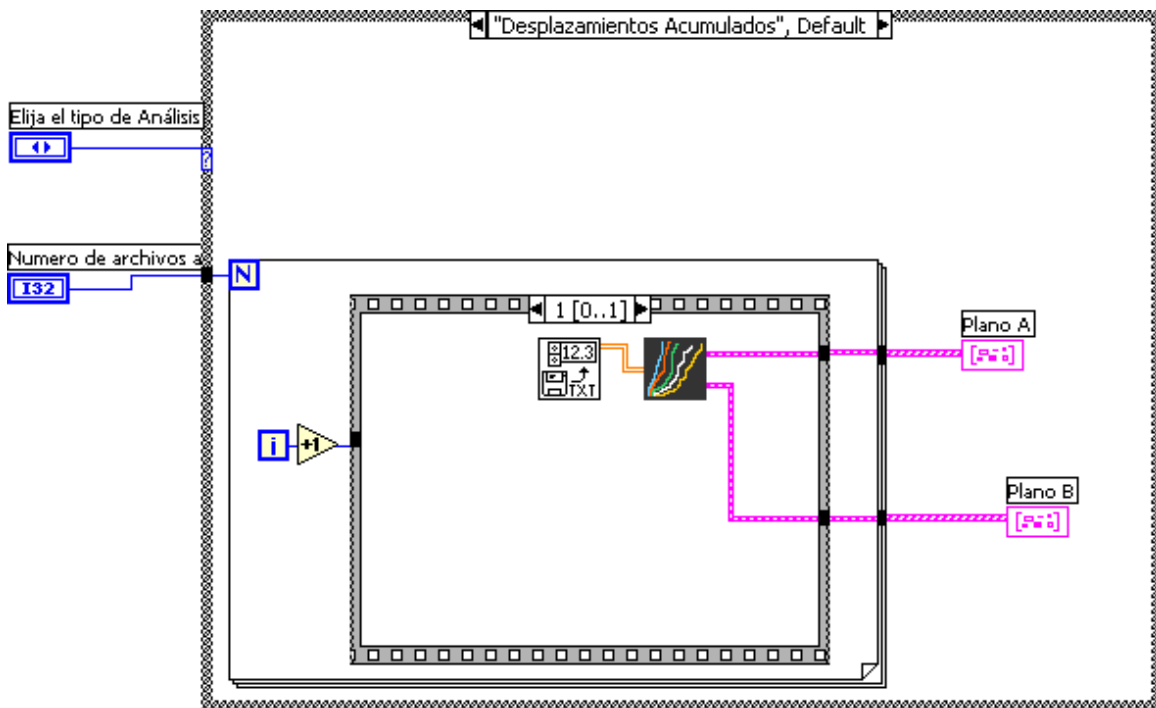 "Desplazamientos Acumulados", Default
Elija el tipo de Análisis
?
Numero de archivos a
I32
N
1 [0..1]
12.3
TXT
i
+1
Plano A
Plano B